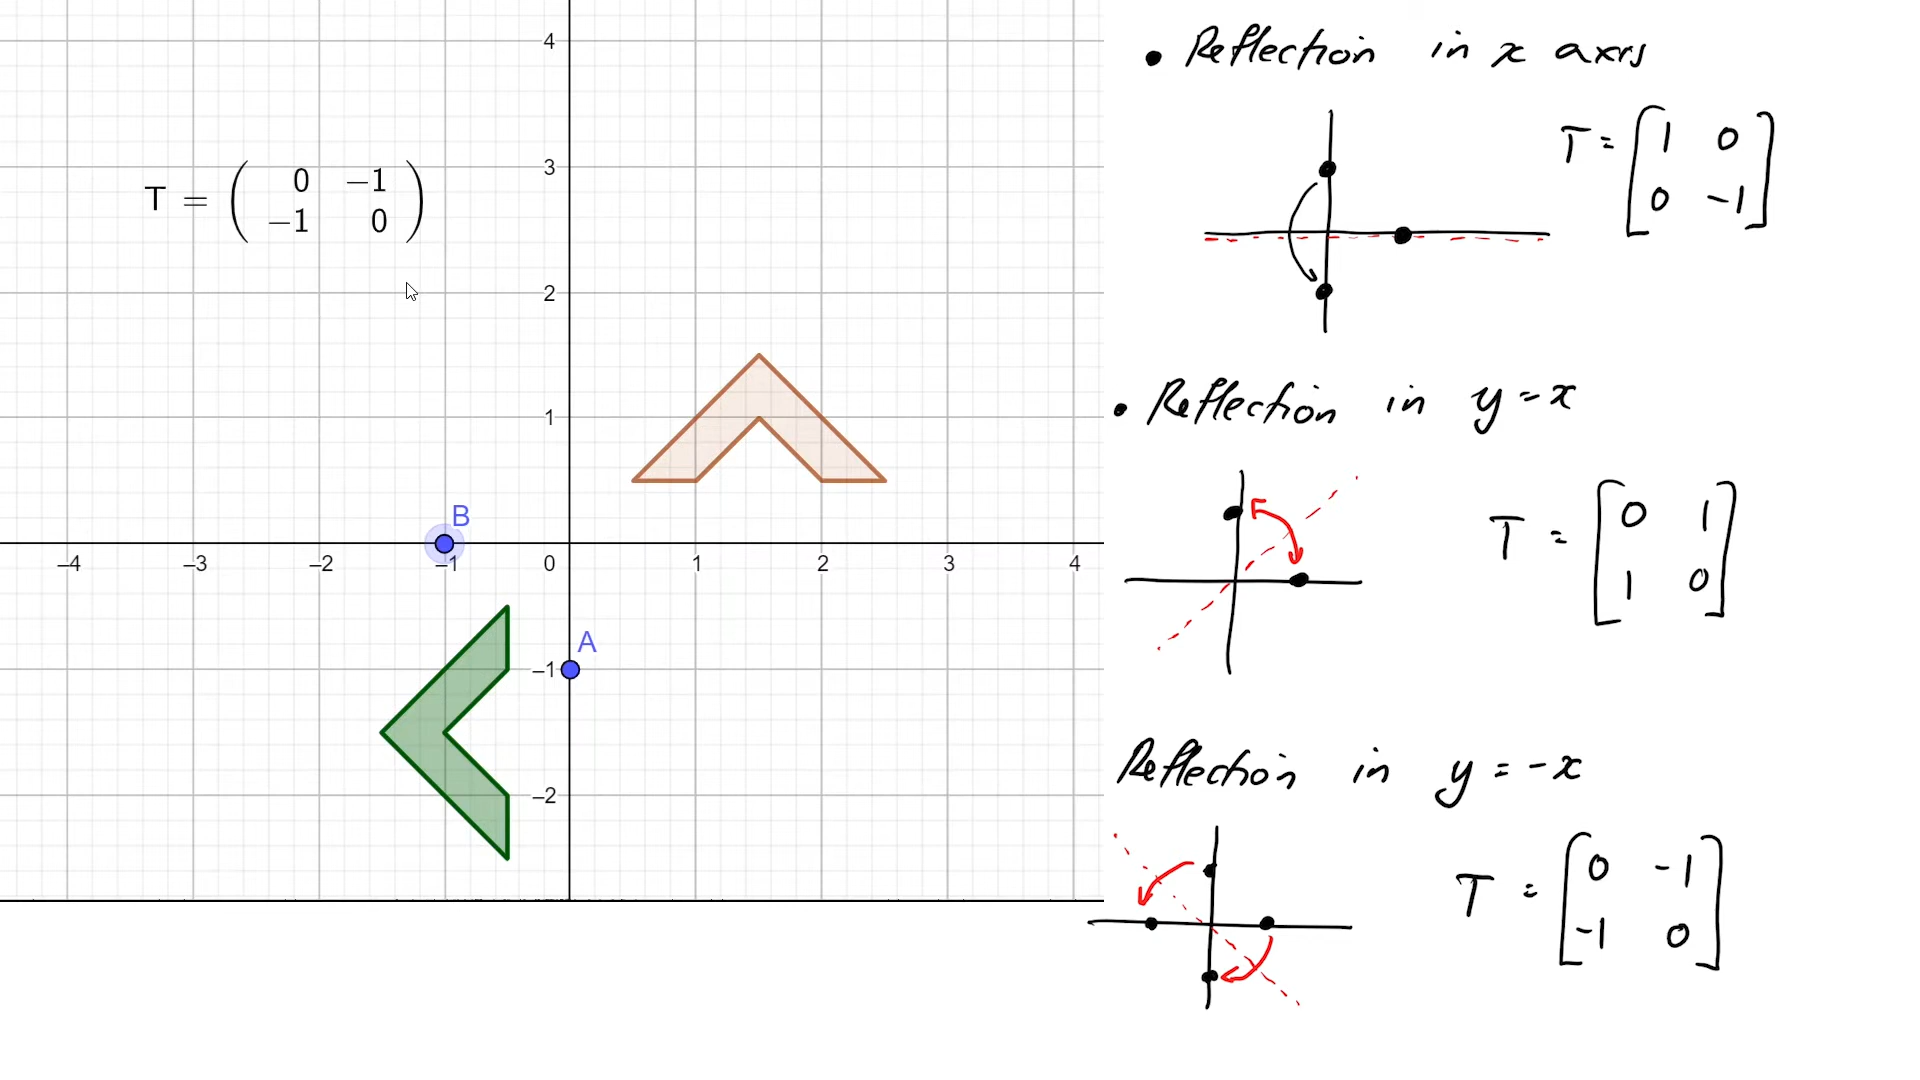 4
3
T = ( 0 −1
−1 0 )
2
1
B
−4 −3 −2 −1 0 1 2 3 4
A
−1
−2
• Reflection in x axis
T = [ 1 0
0 -1 ]
• Reflection in y = x
T = [ 0 1
1 0 ]
Reflection in y = -x
T = [ 0 -1
-1 0 ]